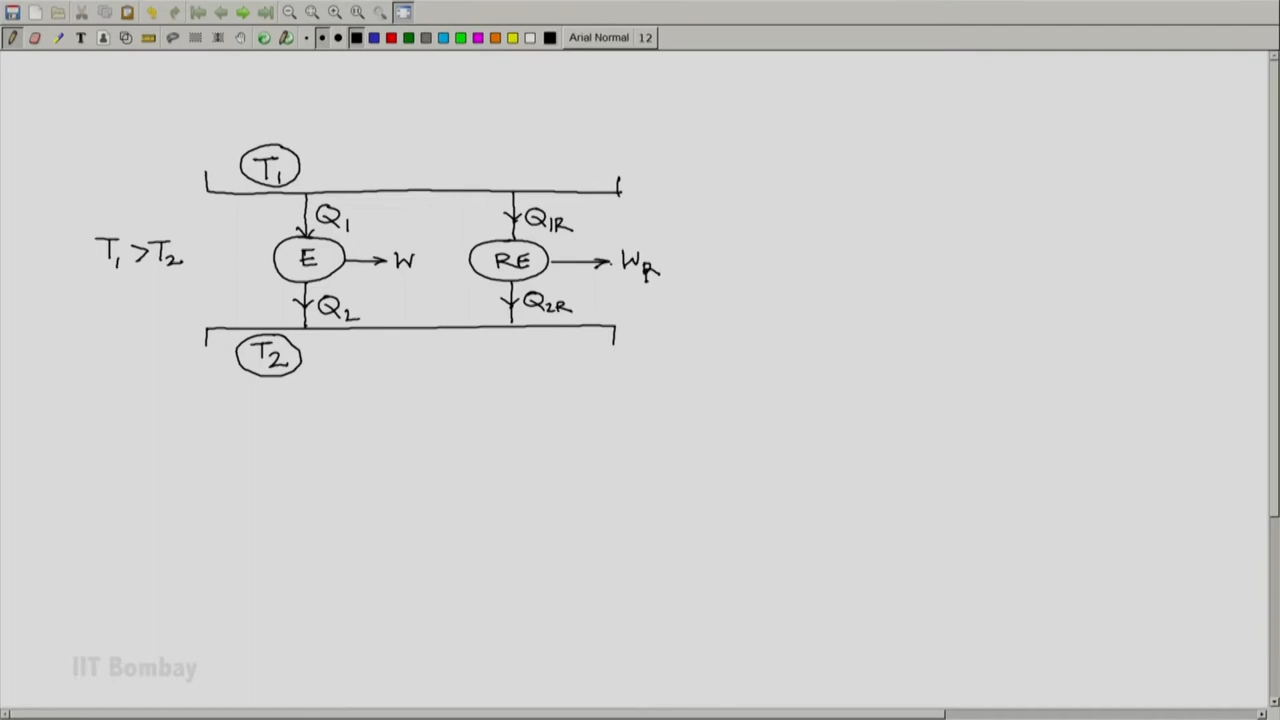 Arial Normal 12
T1
Q1 Q1R
T1 > T2 E W RE WR
Q2 Q2R
T2
IIT Bombay